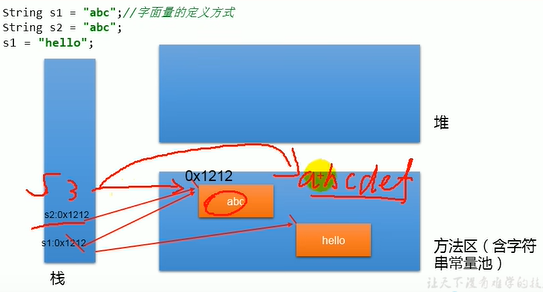 String s1 = "abc";//字面量的定义方式
String s2 = "abc";
s1 = "hello";
堆
0x1212
abcdef
S3
abc
s2:0x1212
s1:0x1212
hello
方法区（含字符
串常量池）
栈
让天下没有难学的技